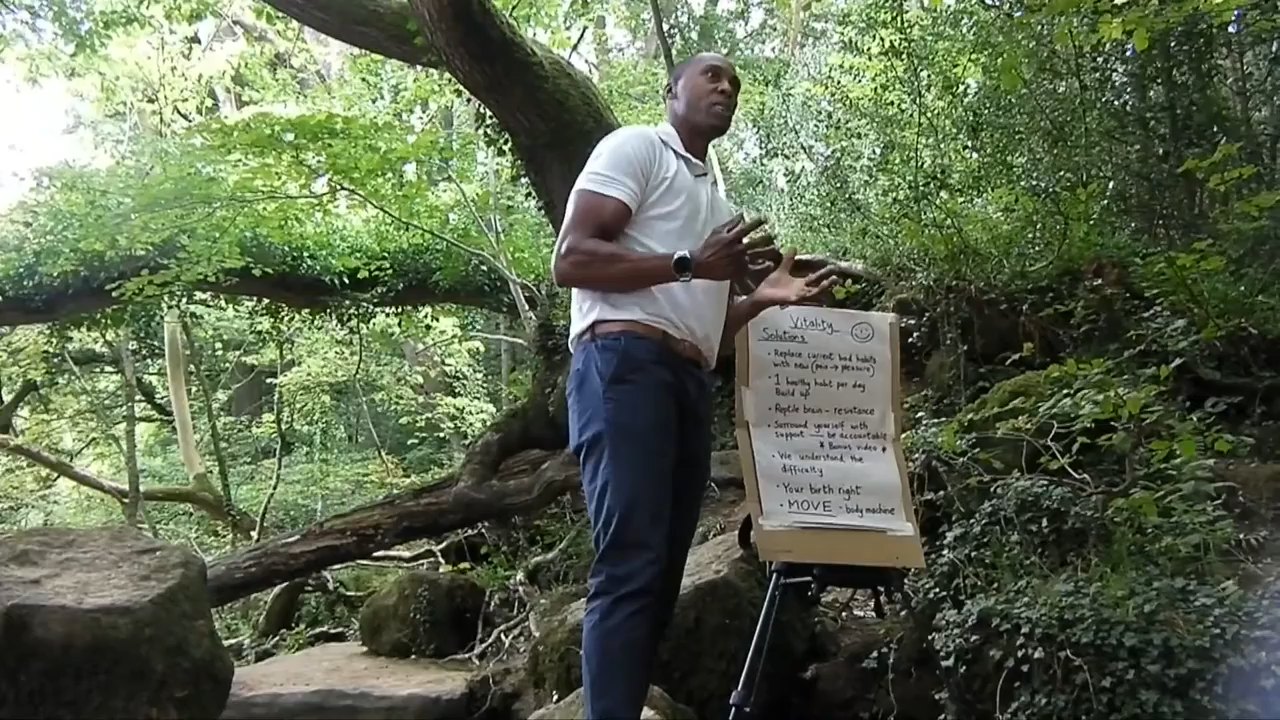 Vitality
Solutions
• Replace current bad habits
with new (pain → pleasure)
• 1 healthy habit per day
Build up
• Reptile brain - resistance
• Surround yourself with
support — be accountable
* Bonus video *
• We understand the
difficulty
• Your birth right
• MOVE - body machine